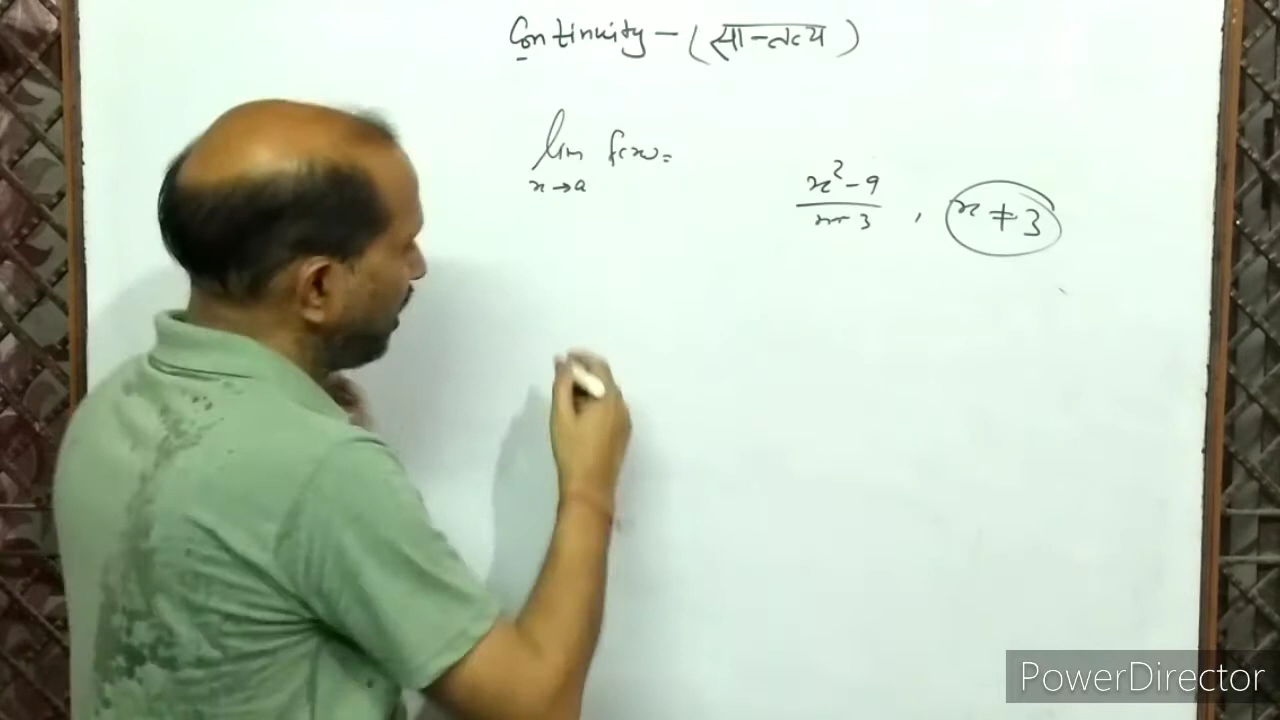 Continuity - (सा-तत्य)
lim f(x) =
x→a
x²-9
x-3 , x ≠ 3
PowerDirector